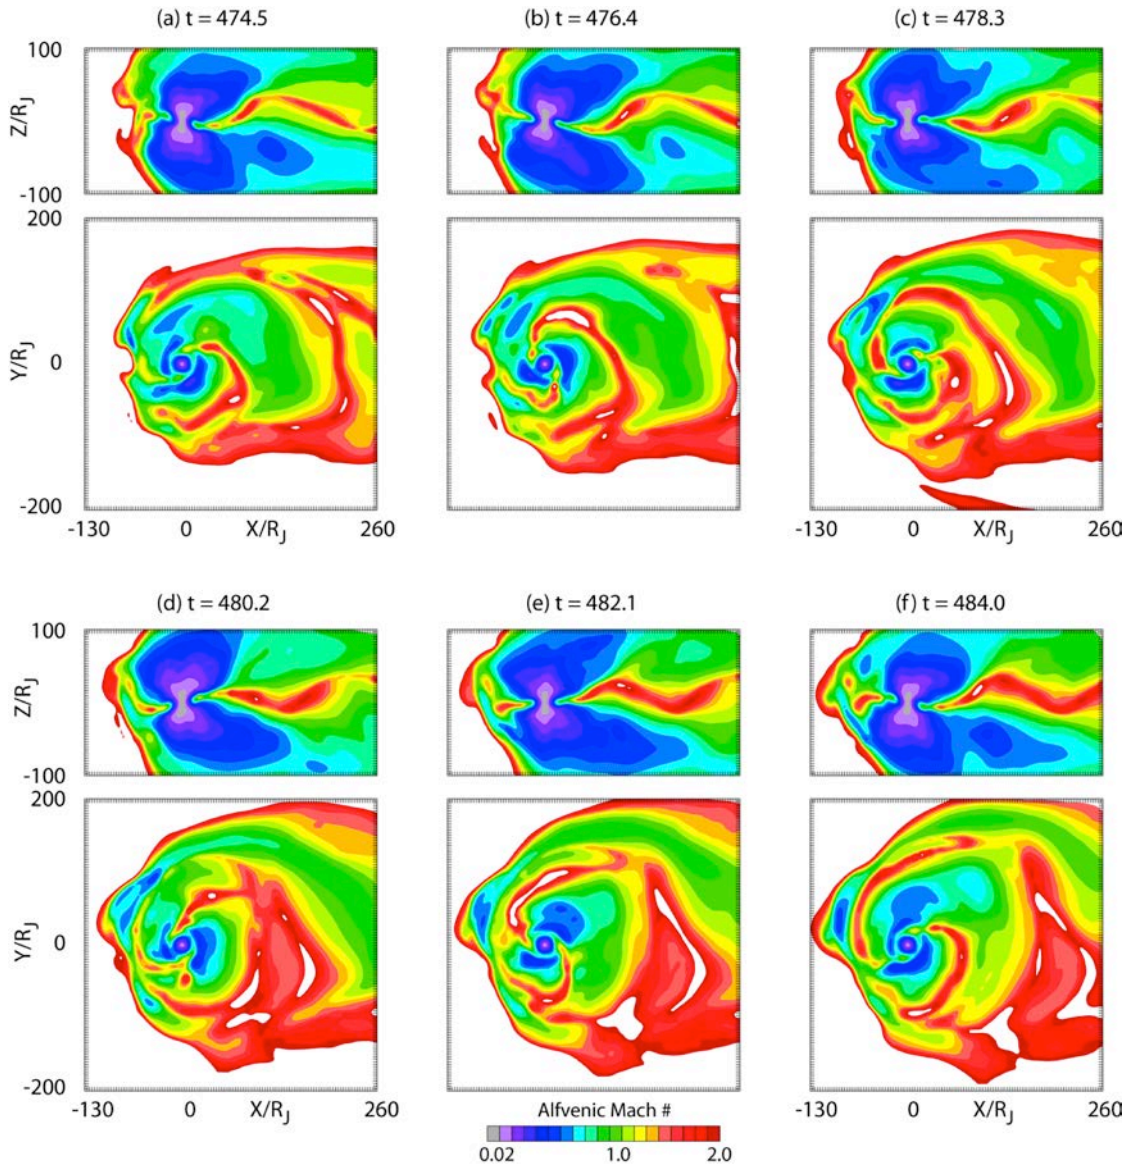 (a) t = 474.5
(b) t = 476.4
(c) t = 478.3
100
Z/RJ
-100
200
Y/RJ
0
-200
-130 0 X/RJ 260
-130 0 X/RJ 260
(d) t = 480.2
(e) t = 482.1
(f) t = 484.0
100
Z/RJ
-100
200
Y/RJ
0
-200
-130 0 X/RJ 260
-130 0 X/RJ 260
Alfvenic Mach #
0.02 1.0 2.0